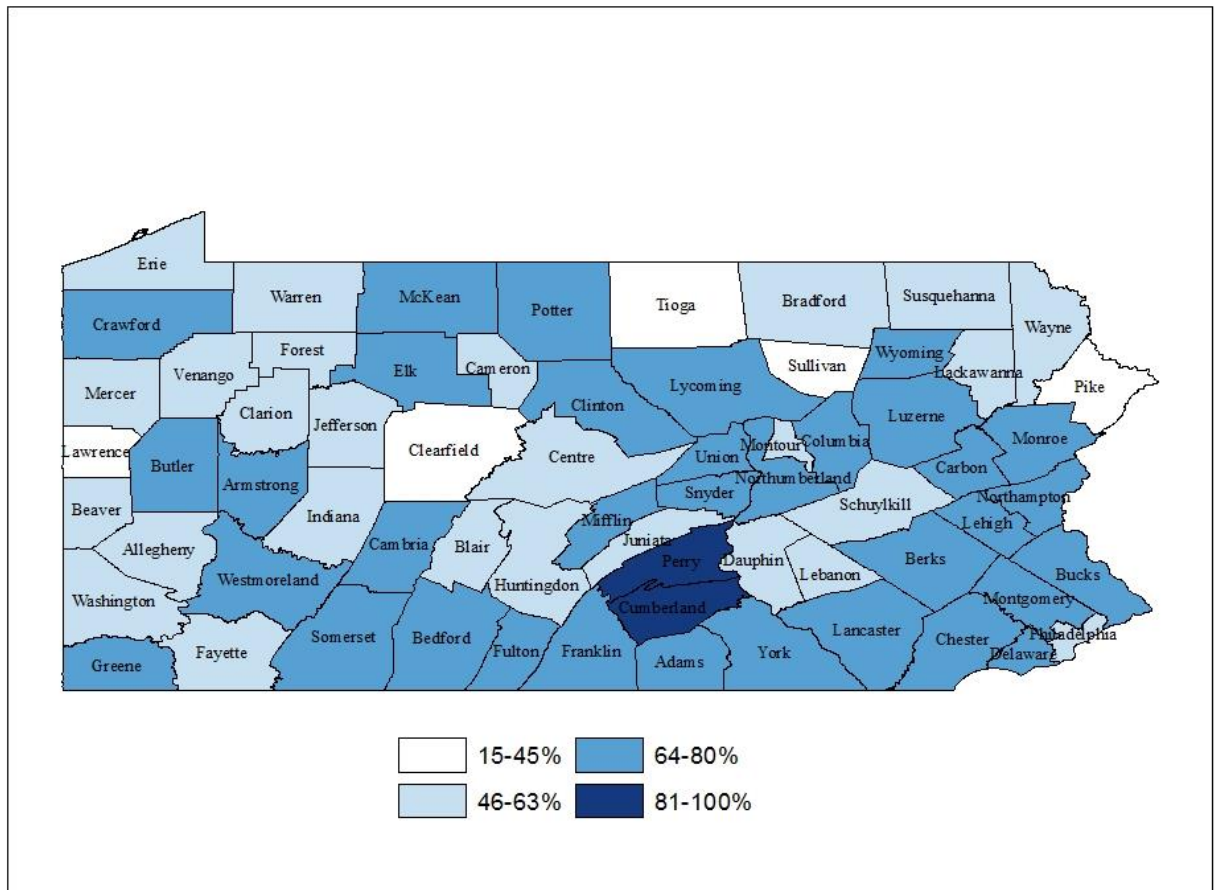 Erie
Warren
McKean
Potter
Tioga
Bradford
Susquehanna
Wayne
Crawford
Forest
Elk
Cameron
Sullivan
Wyoming
Lackawanna
Pike
Mercer
Venango
Clarion
Jefferson
Clearfield
Clinton
Lycoming
Luzerne
Monroe
Lawrence
Butler
Armstrong
Centre
Union
Montour
Columbia
Carbon
Beaver
Indiana
Snyder
Northumberland
Schuylkill
Northampton
Allegheny
Cambria
Blair
Mifflin
Juniata
Lehigh
Washington
Westmoreland
Huntingdon
Perry
Dauphin
Lebanon
Berks
Bucks
Cumberland
Montgomery
Greene
Fayette
Somerset
Bedford
Fulton
Franklin
Adams
York
Lancaster
Chester
Delaware
Philadelphia
15-45%
64-80%
46-63%
81-100%